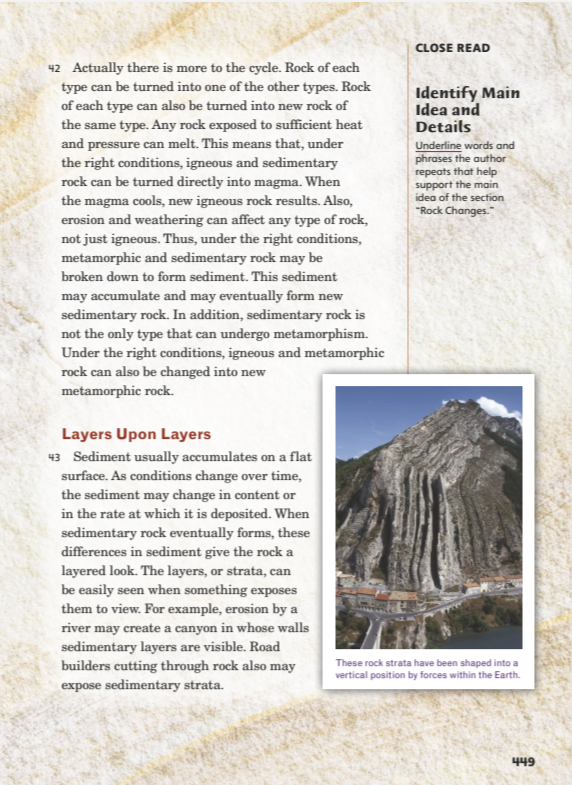 42 Actually there is more to the cycle. Rock of each
type can be turned into one of the other types. Rock
of each type can also be turned into new rock of
the same type. Any rock exposed to sufficient heat
and pressure can melt. This means that, under
the right conditions, igneous and sedimentary
rock can be turned directly into magma. When
the magma cools, new igneous rock results. Also,
erosion and weathering can affect any type of rock,
not just igneous. Thus, under the right conditions,
metamorphic and sedimentary rock may be
broken down to form sediment. This sediment
may accumulate and may eventually form new
sedimentary rock. In addition, sedimentary rock is
not the only type that can undergo metamorphism.
Under the right conditions, igneous and metamorphic
rock can also be changed into new
metamorphic rock.
Layers Upon Layers
43 Sediment usually accumulates on a flat
surface. As conditions change over time,
the sediment may change in content or
in the rate at which it is deposited. When
sedimentary rock eventually forms, these
differences in sediment give the rock a
layered look. The layers, or strata, can
be easily seen when something exposes
them to view. For example, erosion by a
river may create a canyon in whose walls
sedimentary layers are visible. Road
builders cutting through rock also may
expose sedimentary strata.
CLOSE READ
Identify Main
Idea and
Details
Underline words and
phrases the author
repeats that help
support the main
idea of the section
“Rock Changes.”
These rock strata have been shaped into a
vertical position by forces within the Earth.
449